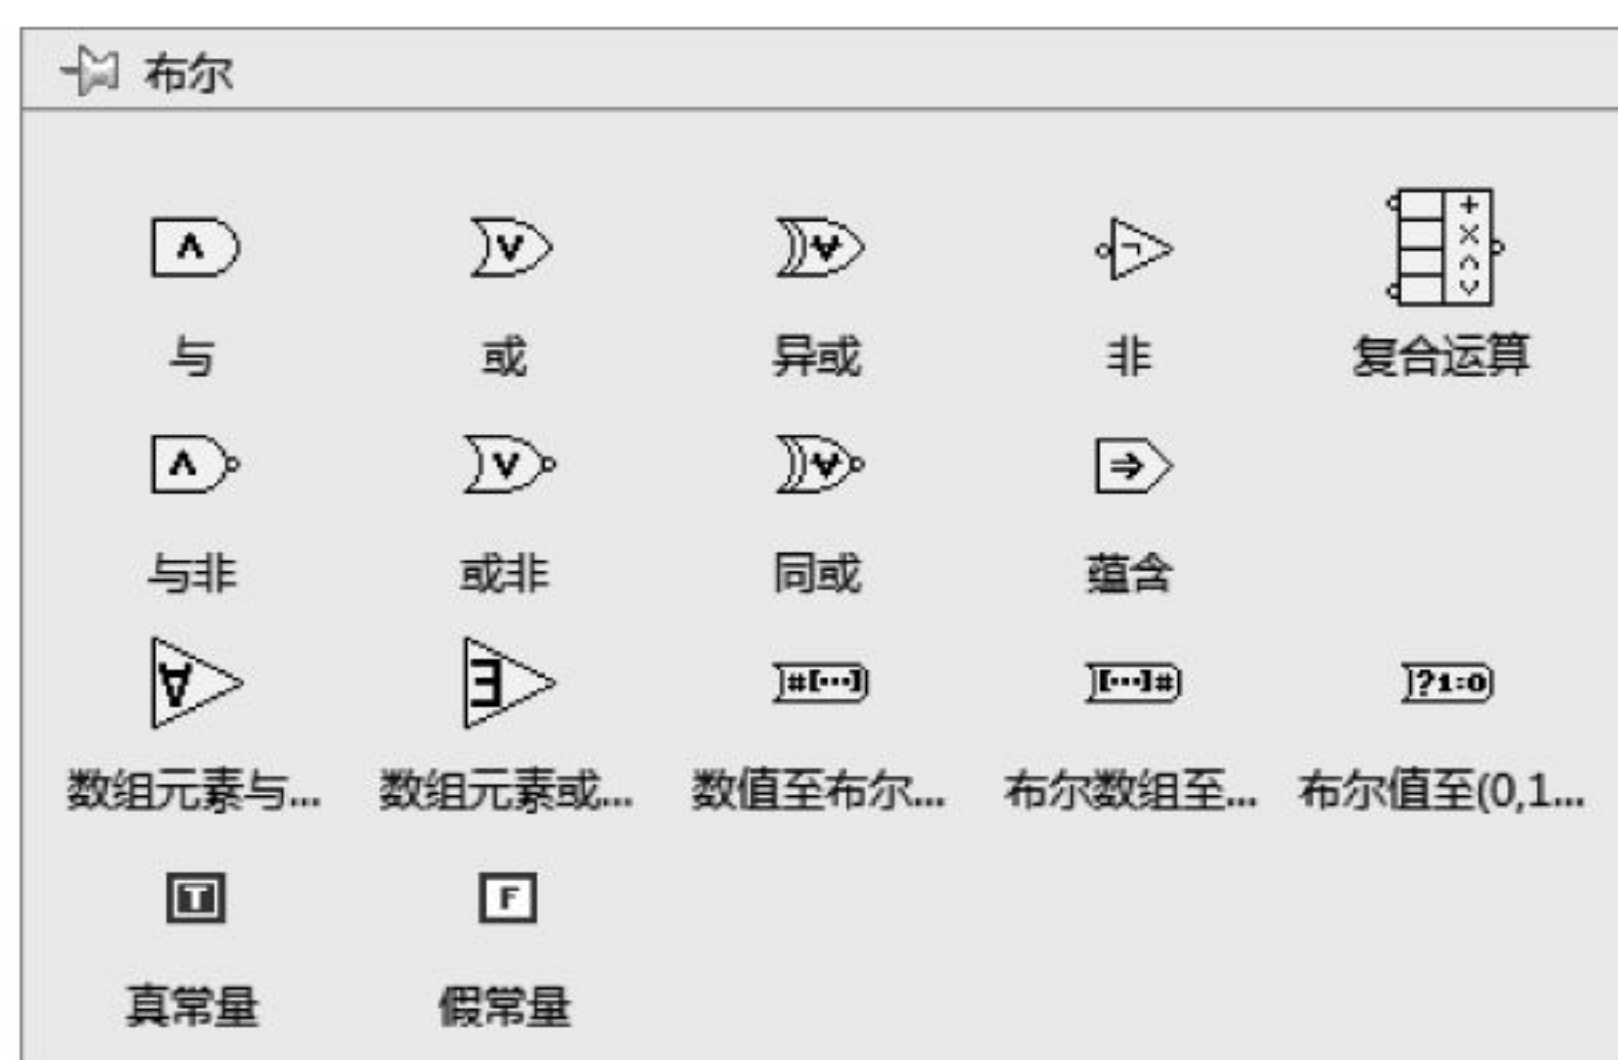 布尔
与 或 异或 非 复合运算
与非 或非 同或 蕴含
#[···] [···]# ?1:0
数组元素与... 数组元素或... 数值至布尔... 布尔数组至... 布尔值至(0,1...
T F
真常量 假常量